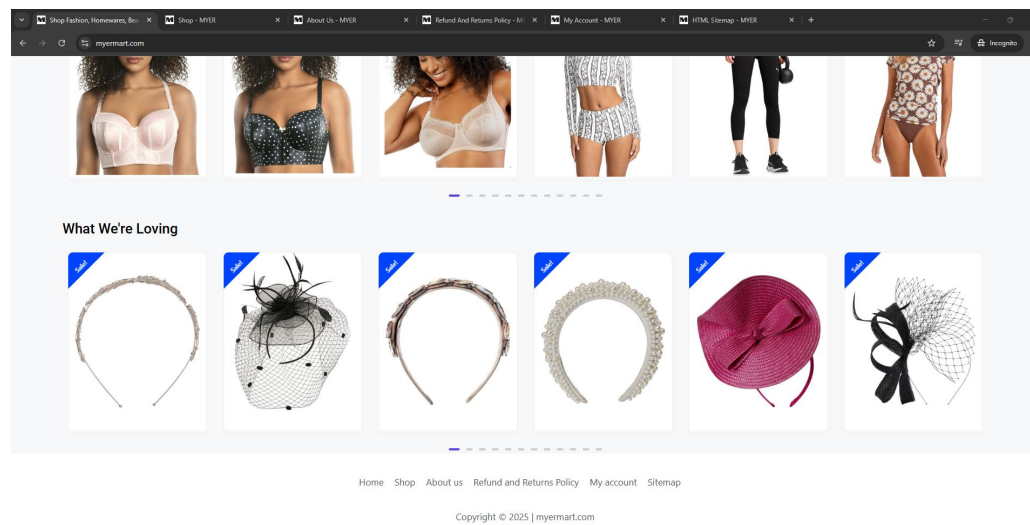 Shop Fashion, Homewares, Bea
Shop - MYER
About Us - MYER
Refund And Returns Policy - M
My Account - MYER
HTML Sitemap - MYER
myermart.com
Incognito
What We're Loving
Sale!
Sale!
Sale!
Sale!
Sale!
Sale!
Home Shop About us Refund and Returns Policy My account Sitemap
Copyright © 2025 | myermart.com